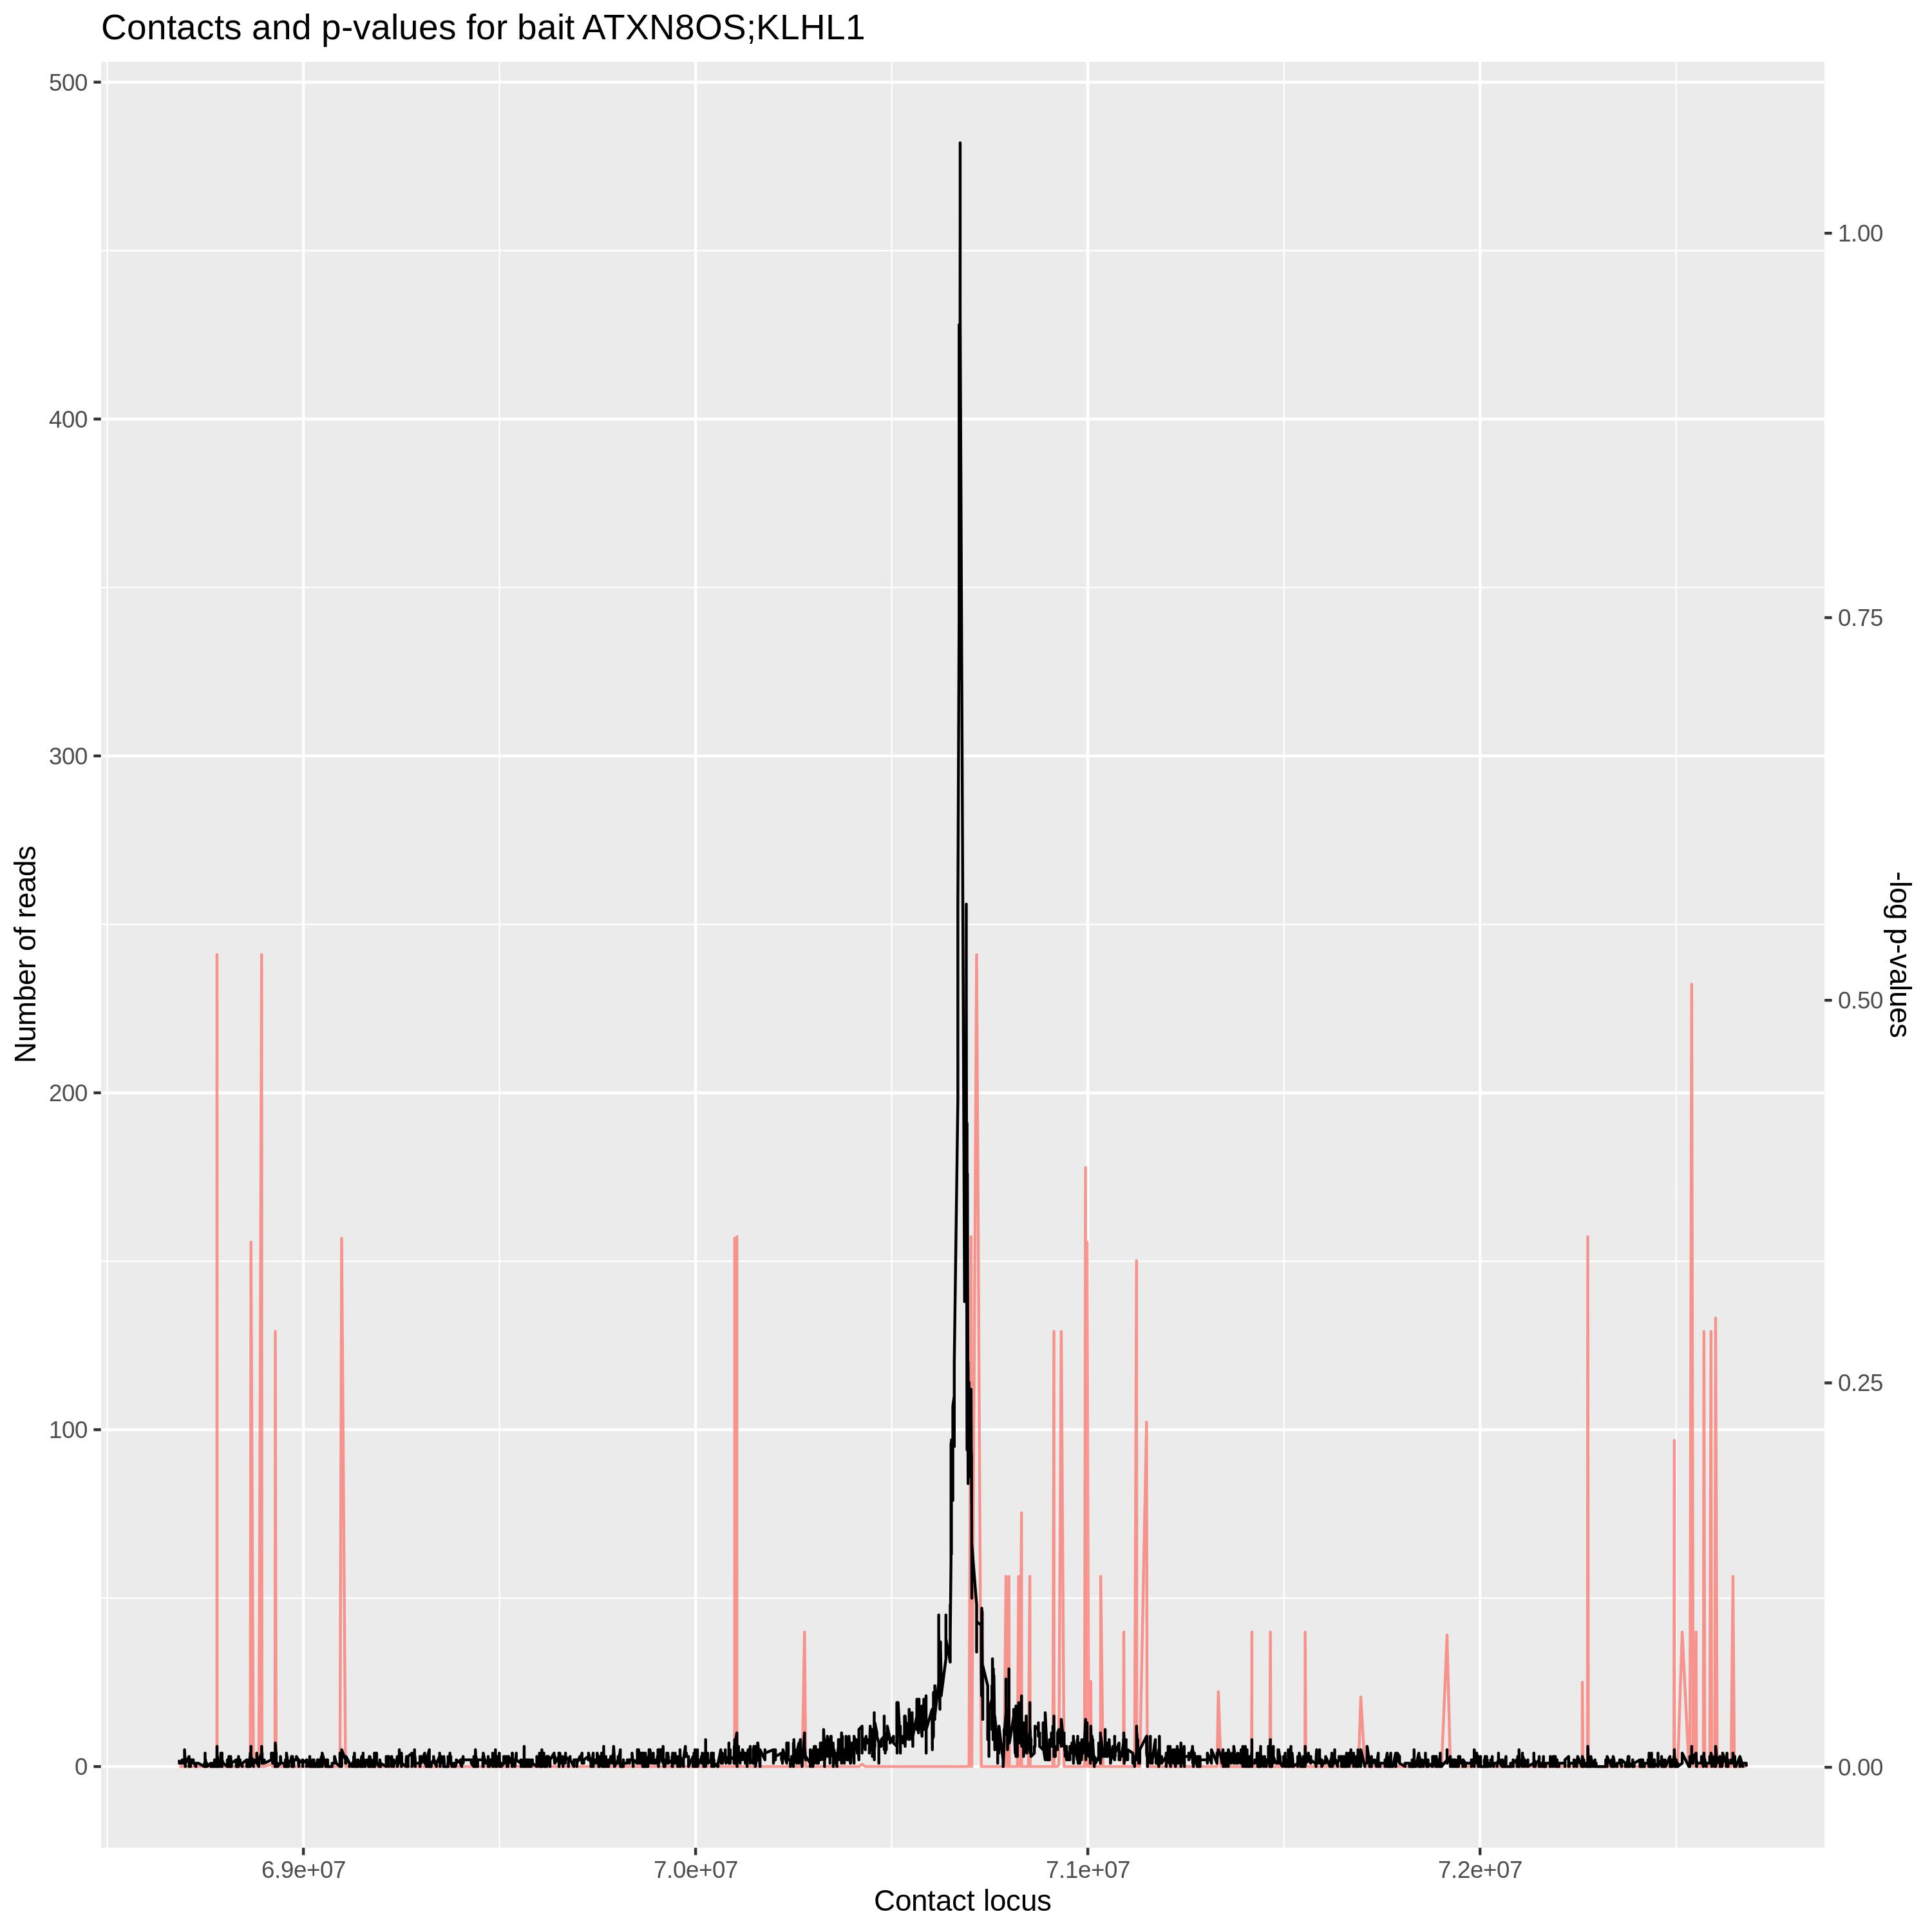 Contacts and p-values for bait ATXN8OS;KLHL1
500
400
300
200
100
0
Number of reads
1.00
0.75
0.50
0.25
0.00
-log p-values
6.9e+07
7.0e+07
7.1e+07
7.2e+07
Contact locus